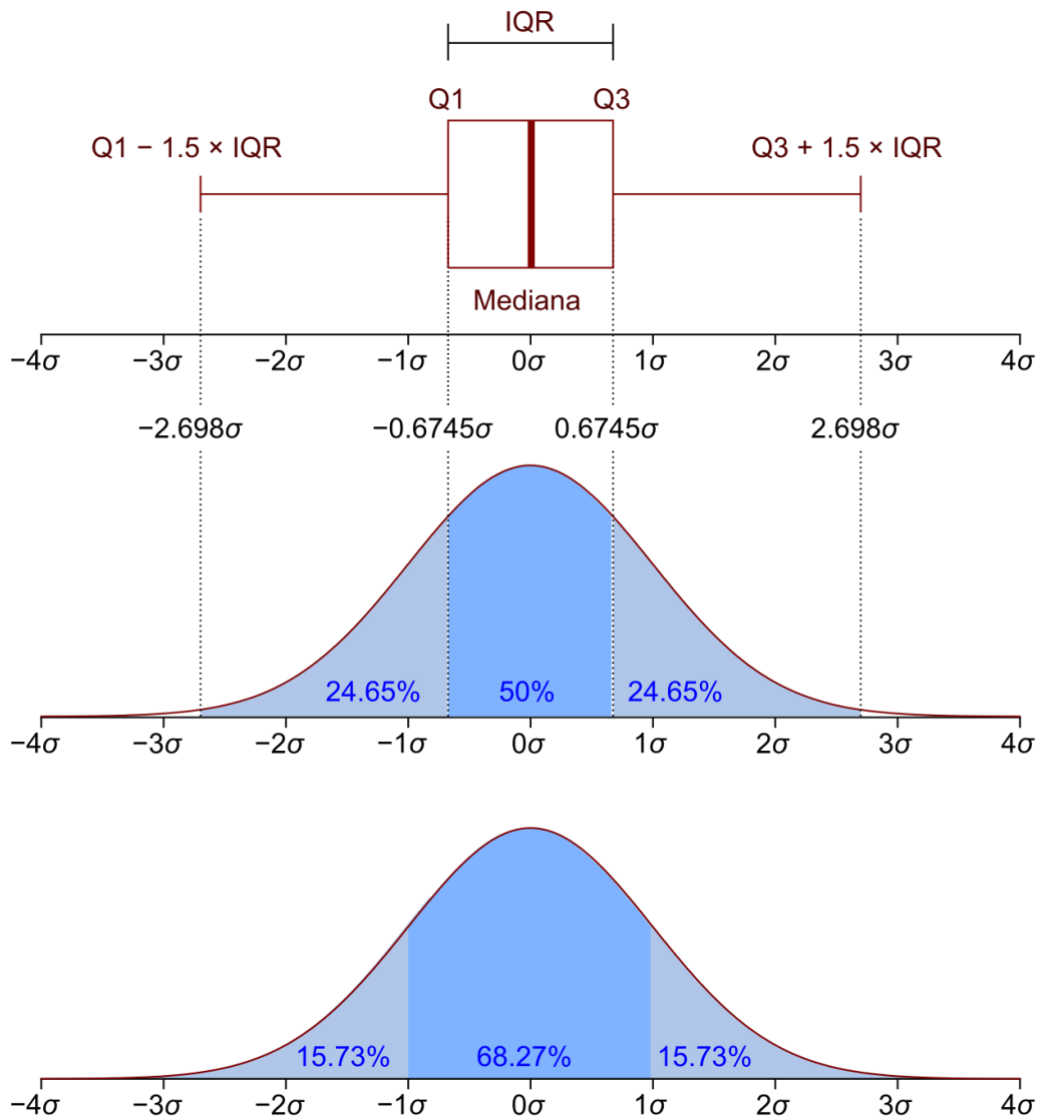 IQR
Q1 Q3
Q1 − 1.5 × IQR Q3 + 1.5 × IQR
Mediana
−4σ −3σ −2σ −1σ 0σ 1σ 2σ 3σ 4σ
−2.698σ −0.6745σ 0.6745σ 2.698σ
24.65% 50% 24.65%
−4σ −3σ −2σ −1σ 0σ 1σ 2σ 3σ 4σ
15.73% 68.27% 15.73%
−4σ −3σ −2σ −1σ 0σ 1σ 2σ 3σ 4σ